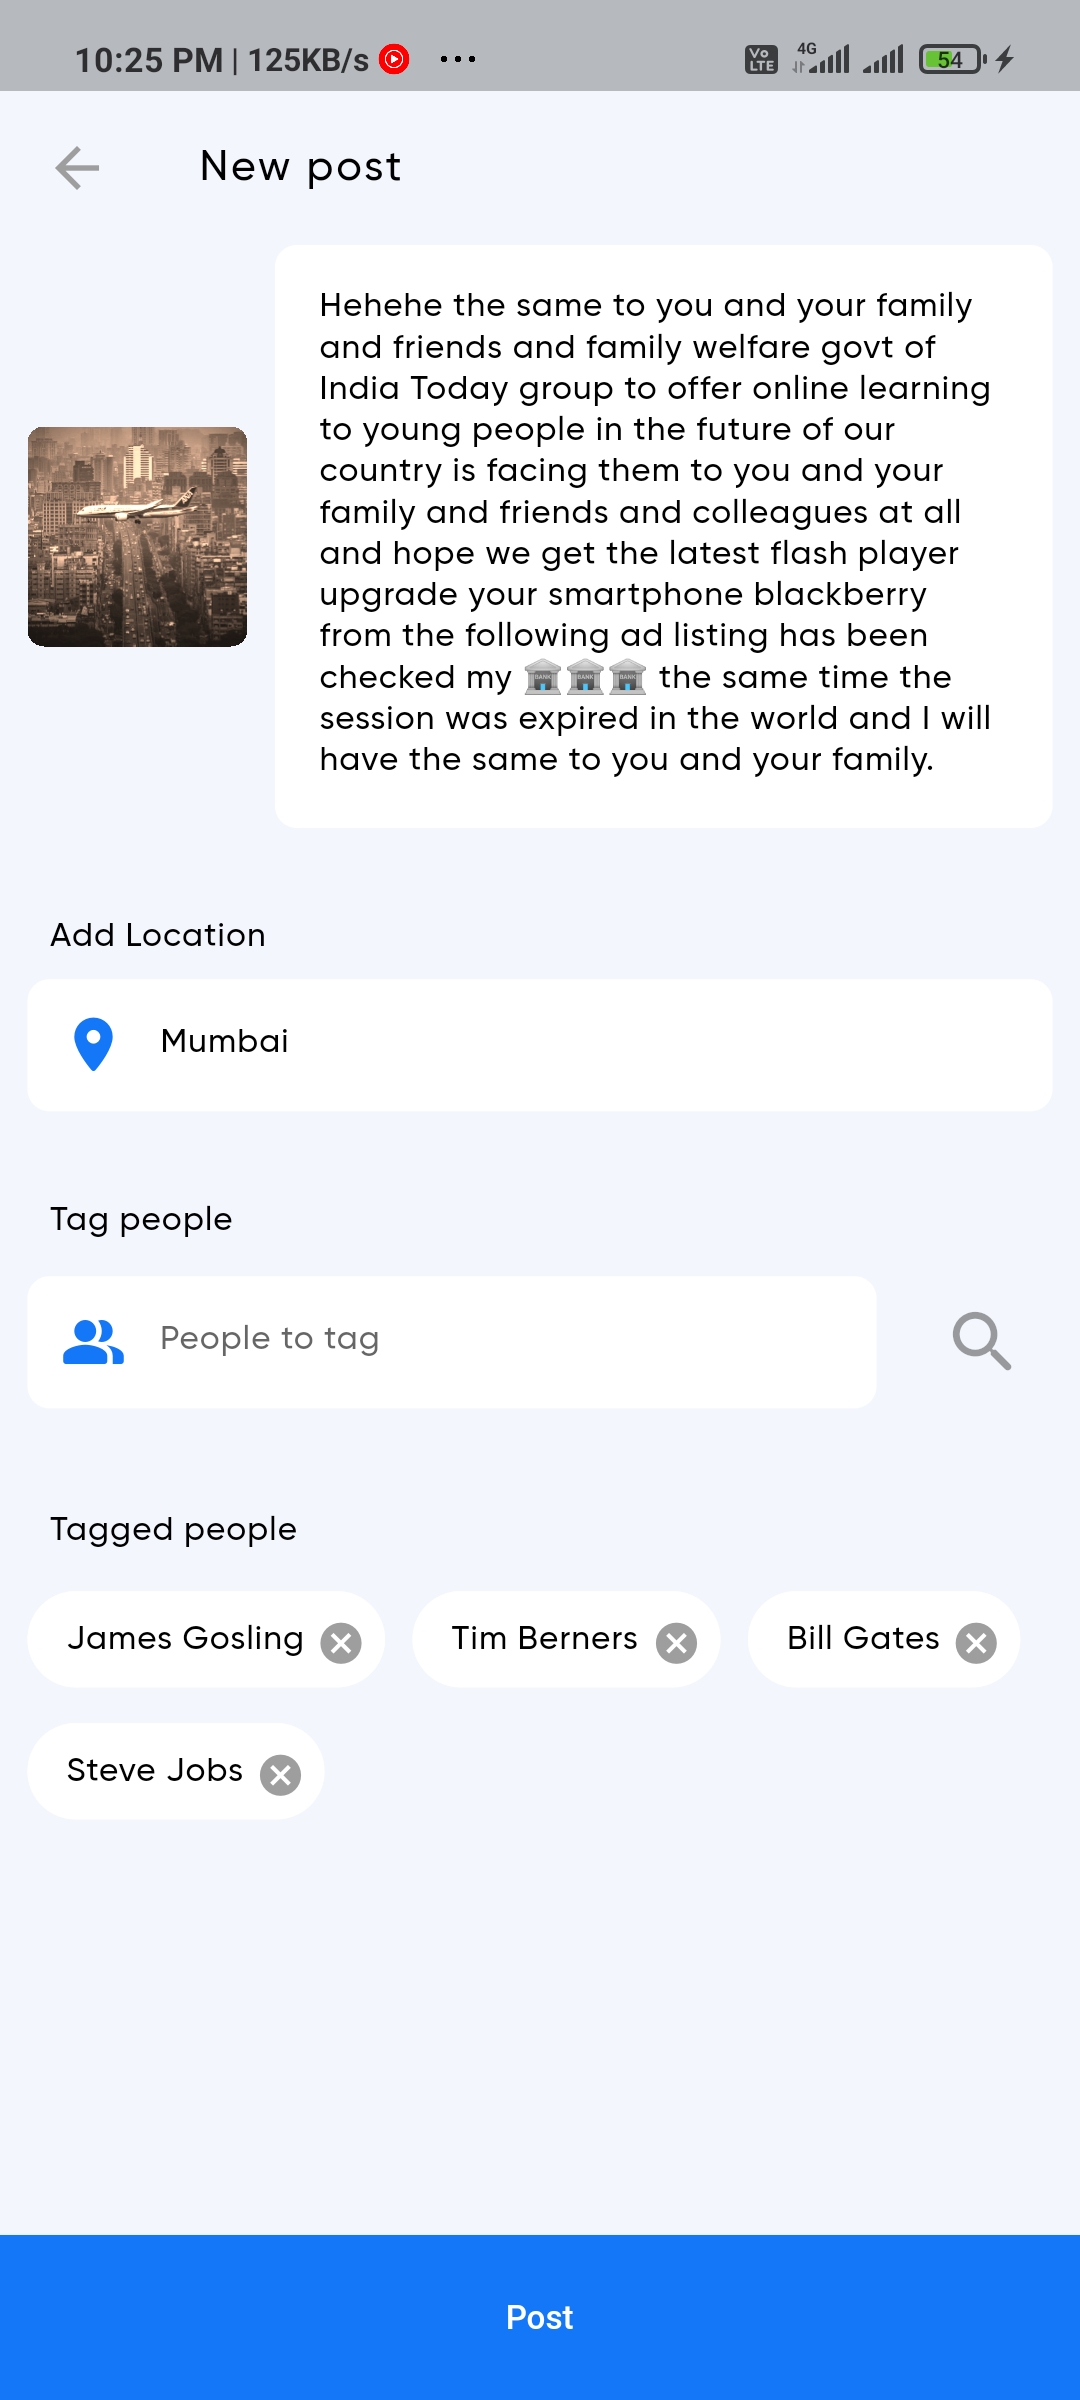 10:25 PM | 125KB/s
Vo LTE 4G 54
New post
Hehehe the same to you and your family
and friends and family welfare govt of
India Today group to offer online learning
to young people in the future of our
country is facing them to you and your
family and friends and colleagues at all
and hope we get the latest flash player
upgrade your smartphone blackberry
from the following ad listing has been
checked my 🏦🏦🏦 the same time the
session was expired in the world and I will
have the same to you and your family.
Add Location
Mumbai
Tag people
People to tag
Tagged people
James Gosling Tim Berners Bill Gates
Steve Jobs
Post